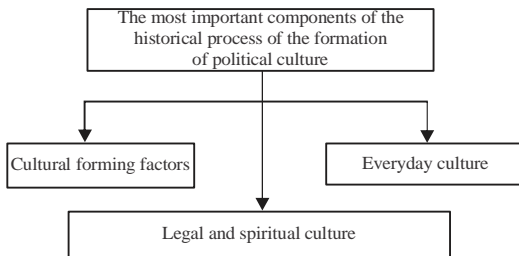 The most important components of the
historical process of the formation
of political culture
Cultural forming factors
Everyday culture
Legal and spiritual culture